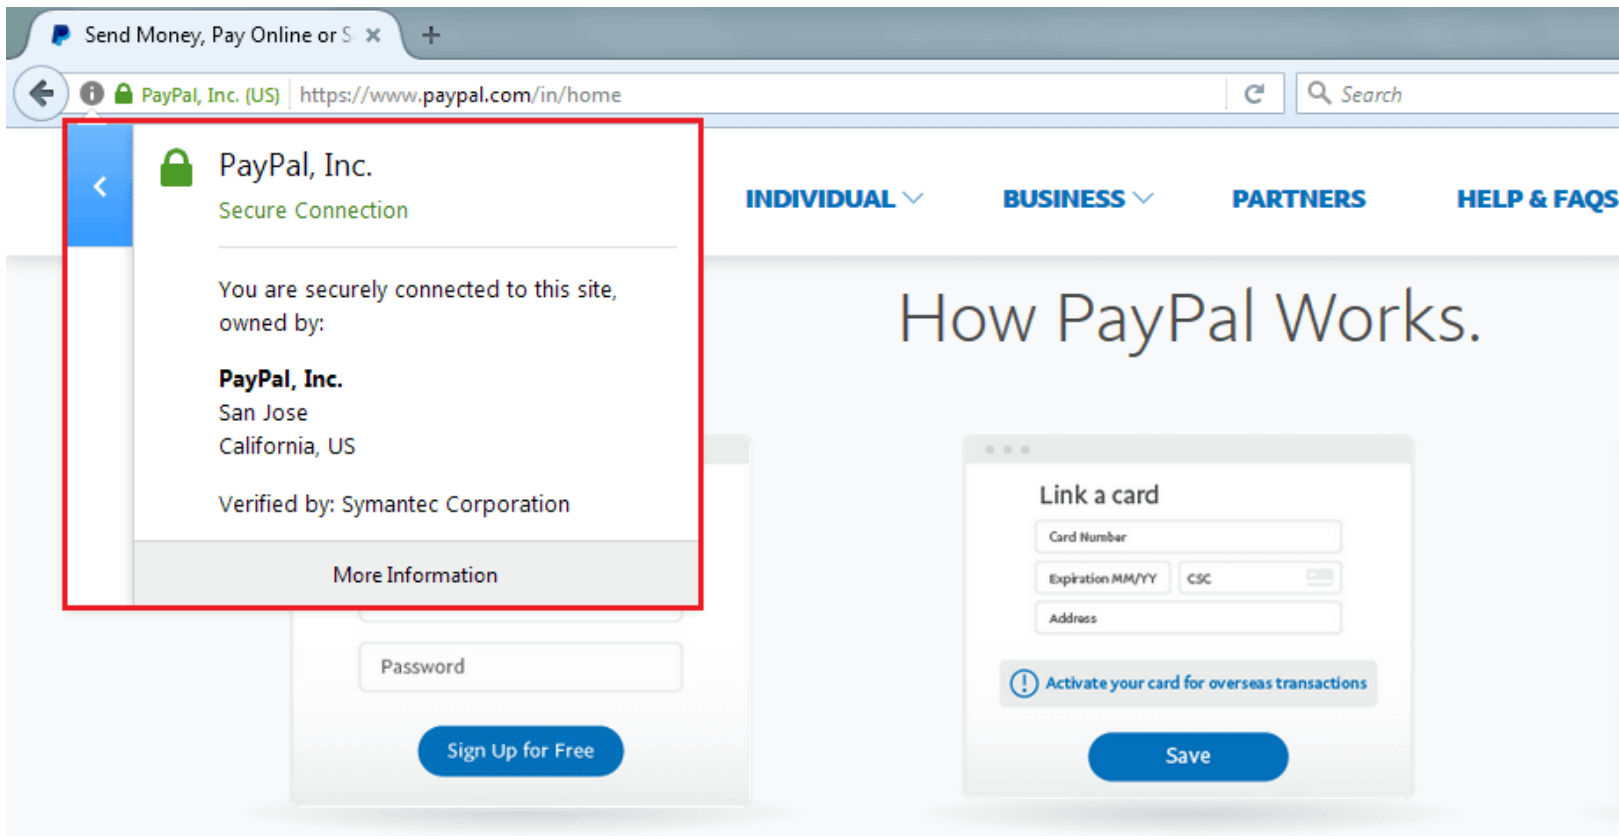 Send Money, Pay Online or S
PayPal, Inc. (US)
https://www.paypal.com/in/home
Search
PayPal, Inc.
Secure Connection
You are securely connected to this site,
owned by:
PayPal, Inc.
San Jose
California, US
Verified by: Symantec Corporation
More Information
INDIVIDUAL
BUSINESS
PARTNERS
HELP & FAQS
How PayPal Works.
Password
Sign Up for Free
Link a card
Card Number
Expiration MM/YY
CSC
Address
Activate your card for overseas transactions
Save